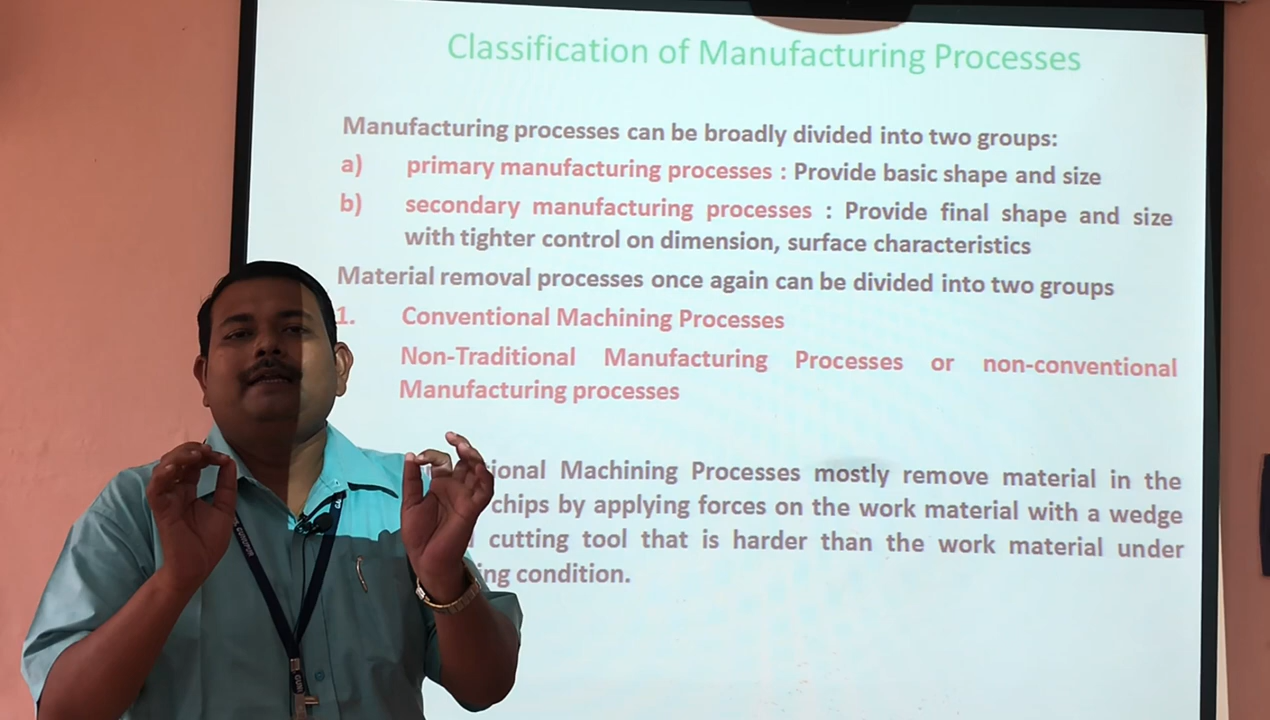 Classification of Manufacturing Processes
Manufacturing processes can be broadly divided into two groups:
a) primary manufacturing processes : Provide basic shape and size
b) secondary manufacturing processes : Provide final shape and size
with tighter control on dimension, surface characteristics
Material removal processes once again can be divided into two groups
1. Conventional Machining Processes
Non-Traditional Manufacturing Processes or non-conventional
Manufacturing processes
Machining Processes mostly remove material in the
chips by applying forces on the work material with a wedge
cutting tool that is harder than the work material under
condition.